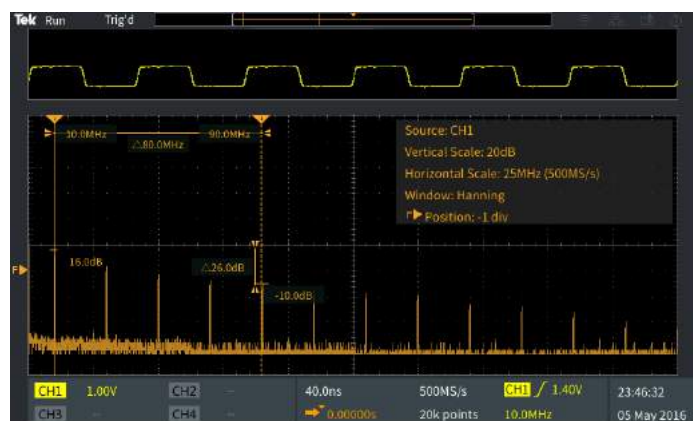 Tek Run Trig'd
10.0MHz 90.0MHz
△80.0MHz
Source: CH1
Vertical Scale: 20dB
Horizontal Scale: 25MHz (500MS/s)
Window: Hanning
Position: -1 div
16.0dB △26.0dB
-10.0dB
F
CH1 1.00V CH2 -- 40.0ns 500MS/s CH1 / 1.40V 23:46:32
CH3 -- CH4 -- 0.00000s 20k points 10.0MHz 05 May 2016